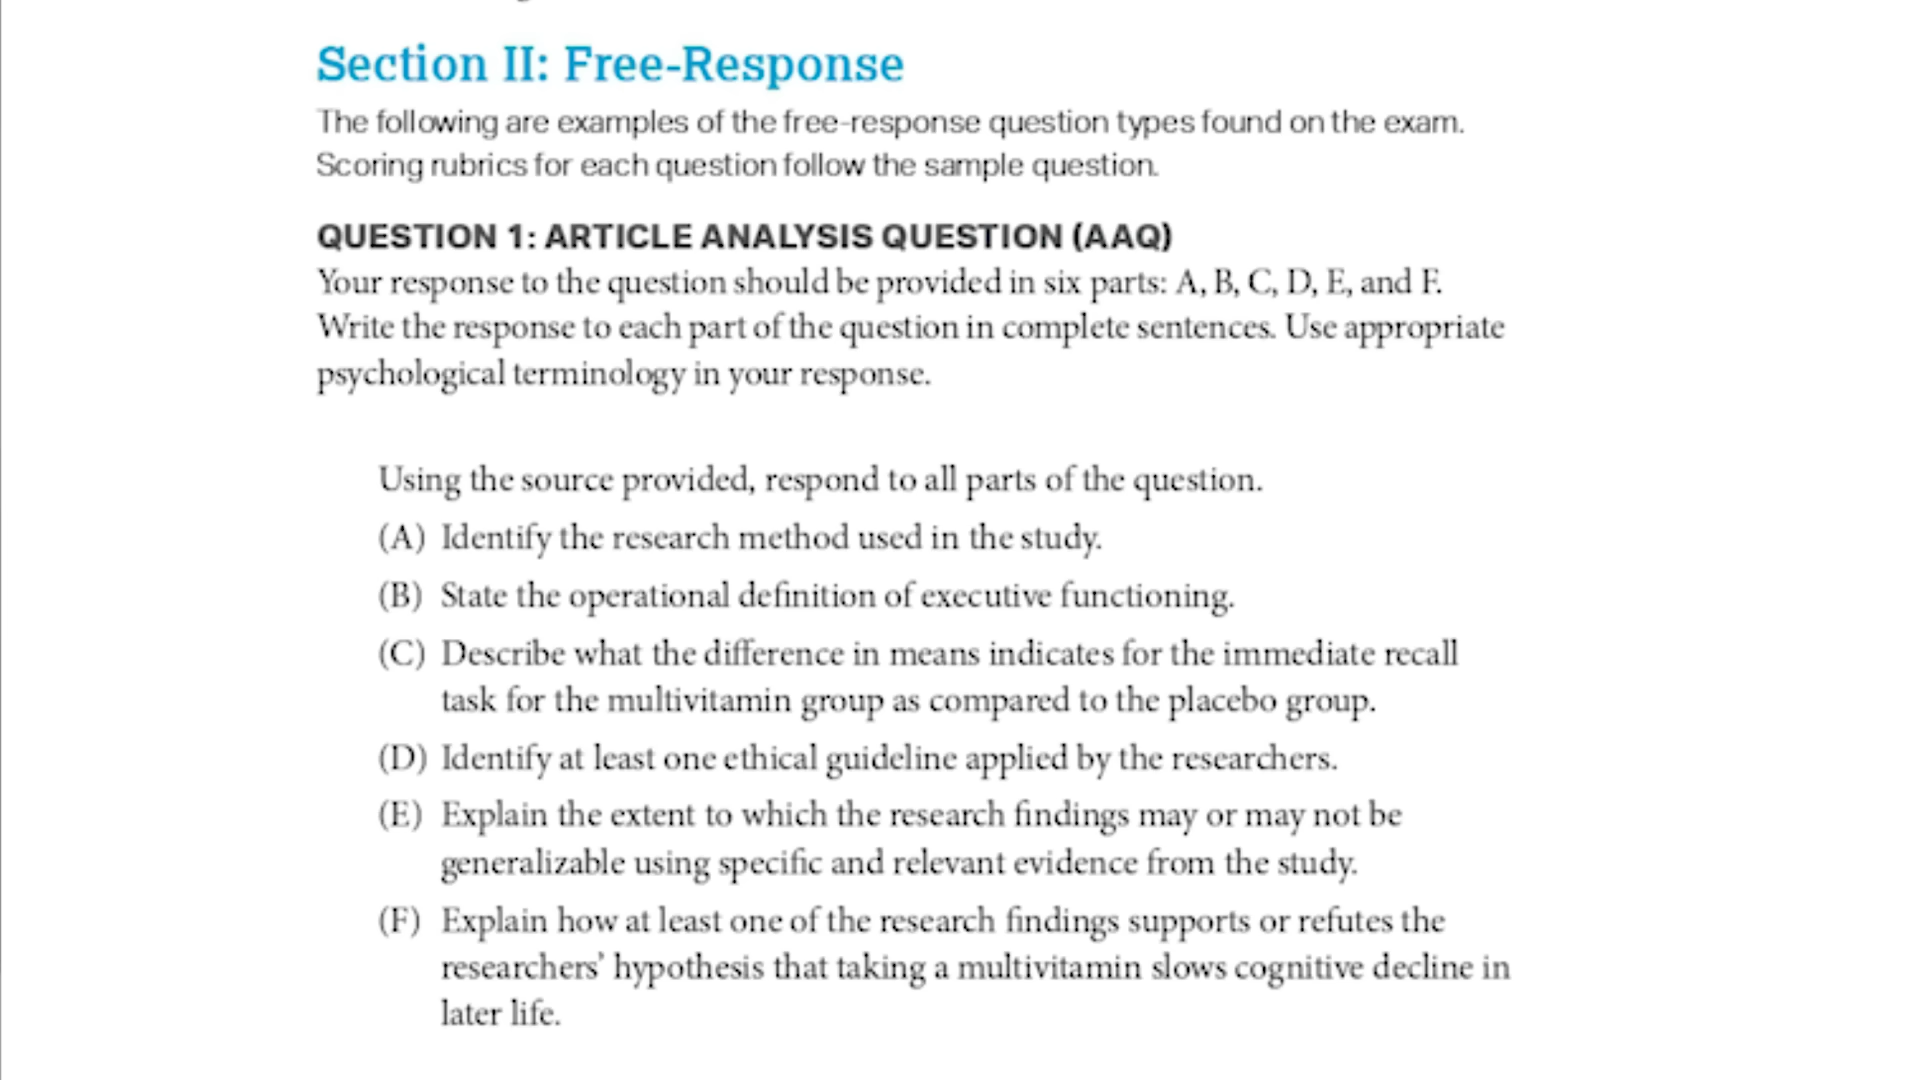 Section II: Free-Response
The following are examples of the free-response question types found on the exam.
Scoring rubrics for each question follow the sample question.
QUESTION 1: ARTICLE ANALYSIS QUESTION (AAQ)
Your response to the question should be provided in six parts: A, B, C, D, E, and F.
Write the response to each part of the question in complete sentences. Use appropriate
psychological terminology in your response.
Using the source provided, respond to all parts of the question.
(A) Identify the research method used in the study.
(B) State the operational definition of executive functioning.
(C) Describe what the difference in means indicates for the immediate recall
task for the multivitamin group as compared to the placebo group.
(D) Identify at least one ethical guideline applied by the researchers.
(E) Explain the extent to which the research findings may or may not be
generalizable using specific and relevant evidence from the study.
(F) Explain how at least one of the research findings supports or refutes the
researchers’ hypothesis that taking a multivitamin slows cognitive decline in
later life.